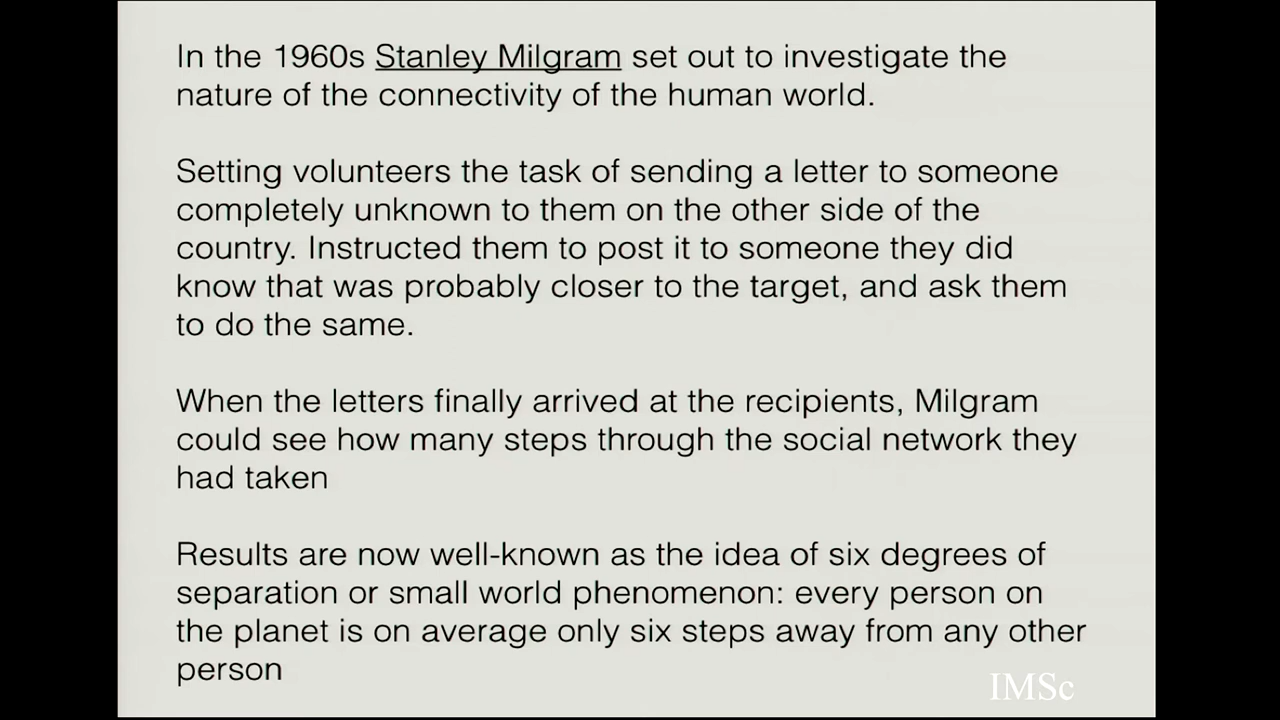 In the 1960s Stanley Milgram set out to investigate the
nature of the connectivity of the human world.
Setting volunteers the task of sending a letter to someone
completely unknown to them on the other side of the
country. Instructed them to post it to someone they did
know that was probably closer to the target, and ask them
to do the same.
When the letters finally arrived at the recipients, Milgram
could see how many steps through the social network they
had taken
Results are now well-known as the idea of six degrees of
separation or small world phenomenon: every person on
the planet is on average only six steps away from any other
person
IMSc